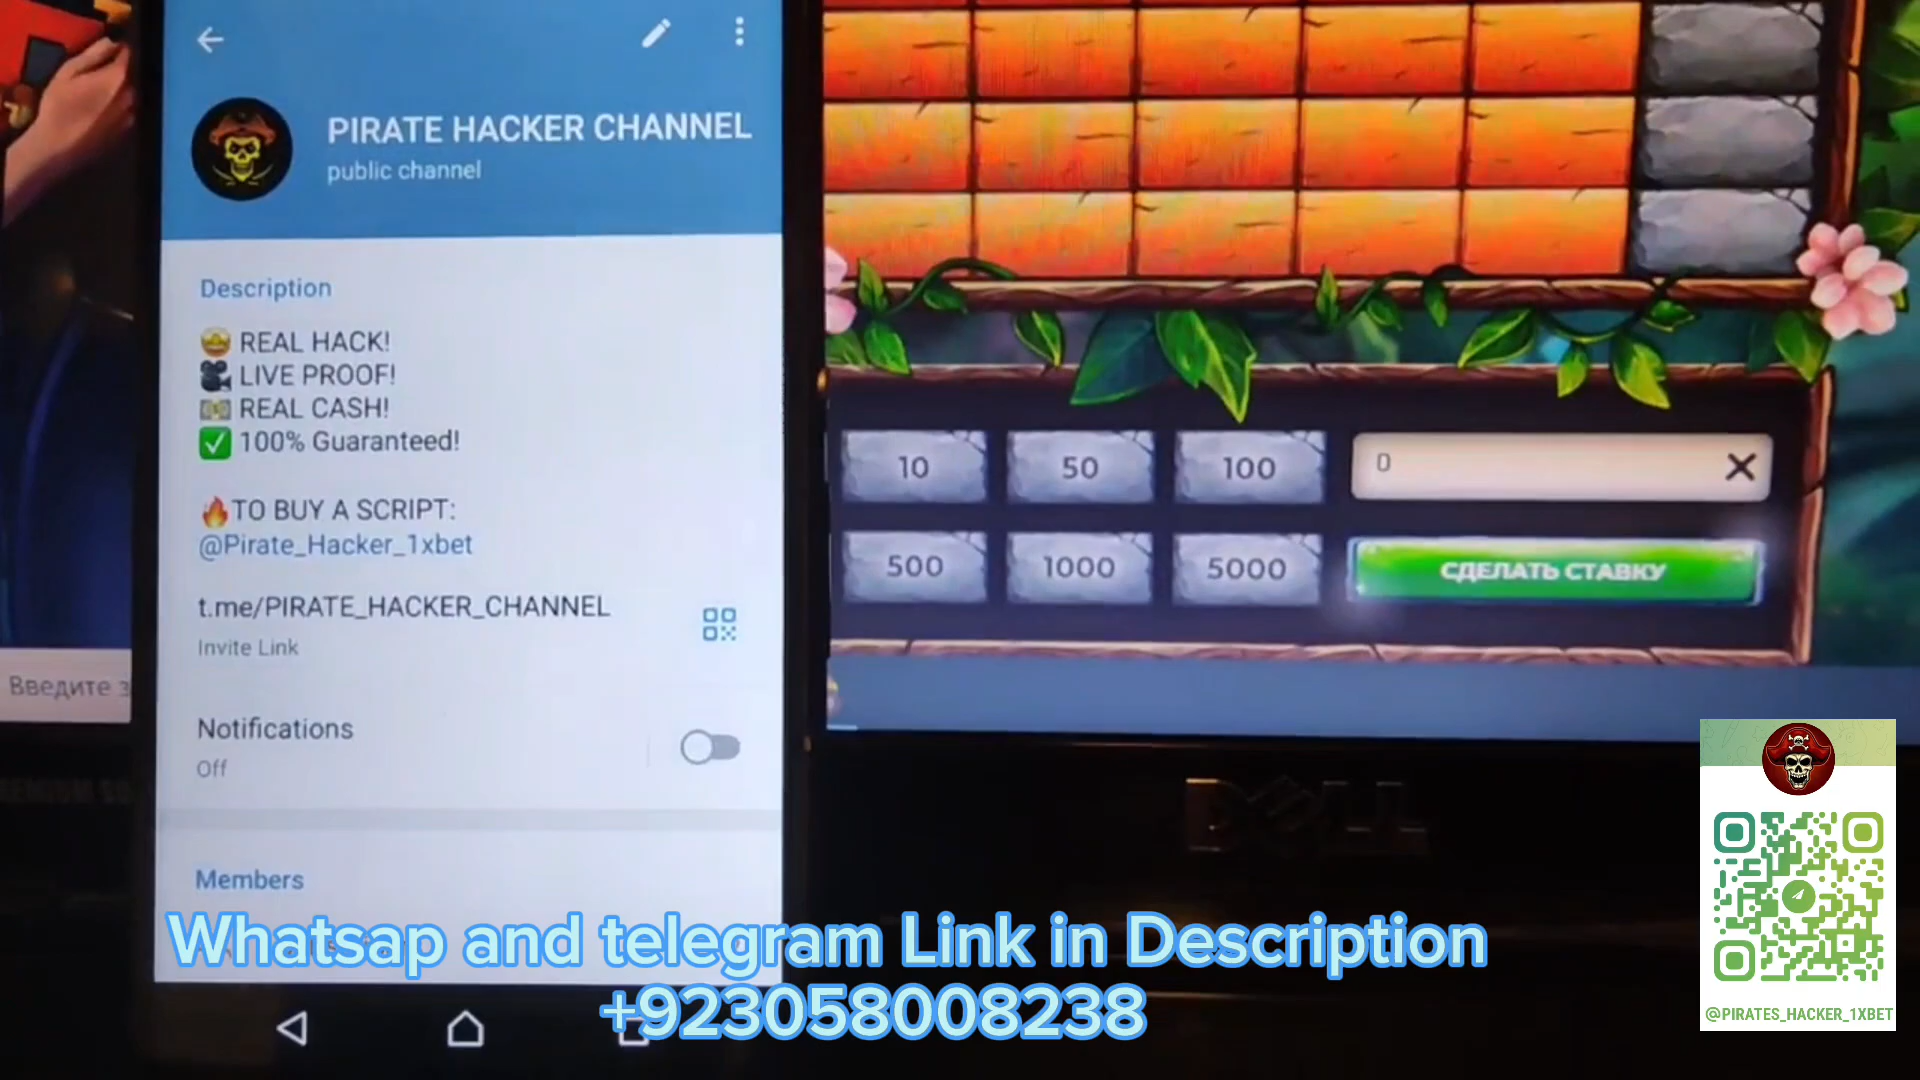 PIRATE HACKER CHANNEL
public channel
Description
🤩 REAL HACK!
🎥 LIVE PROOF!
💵 REAL CASH!
✅ 100% Guaranteed!
🔥TO BUY A SCRIPT:
@Pirate_Hacker_1xbet
t.me/PIRATE_HACKER_CHANNEL
Invite Link
Notifications
Off
Members
Введите
10
50
100
0
500
1000
5000
СДЕЛАТЬ СТАВКУ
DELL
Whatsap and telegram Link in Description
+923058008238
@PIRATES_HACKER_1XBET